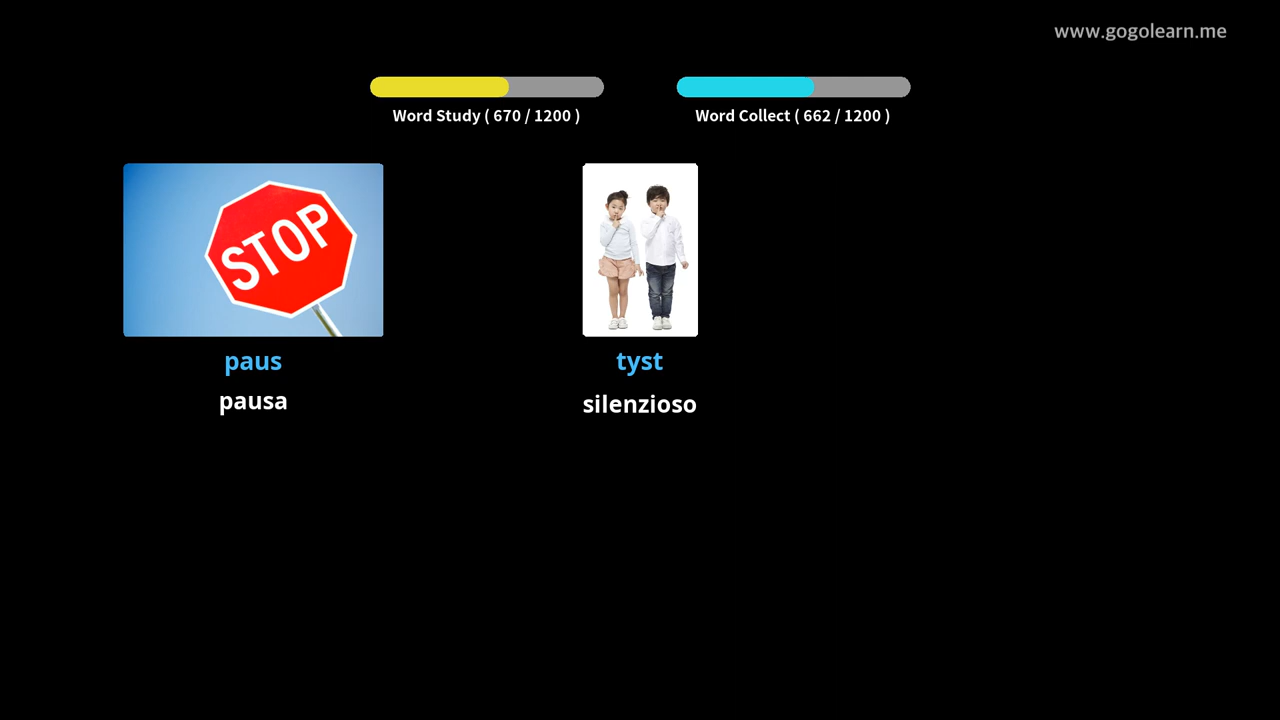 www.gogolearn.me
Word Study ( 670 / 1200 )
Word Collect ( 662 / 1200 )
STOP
paus
pausa
tyst
silenzioso